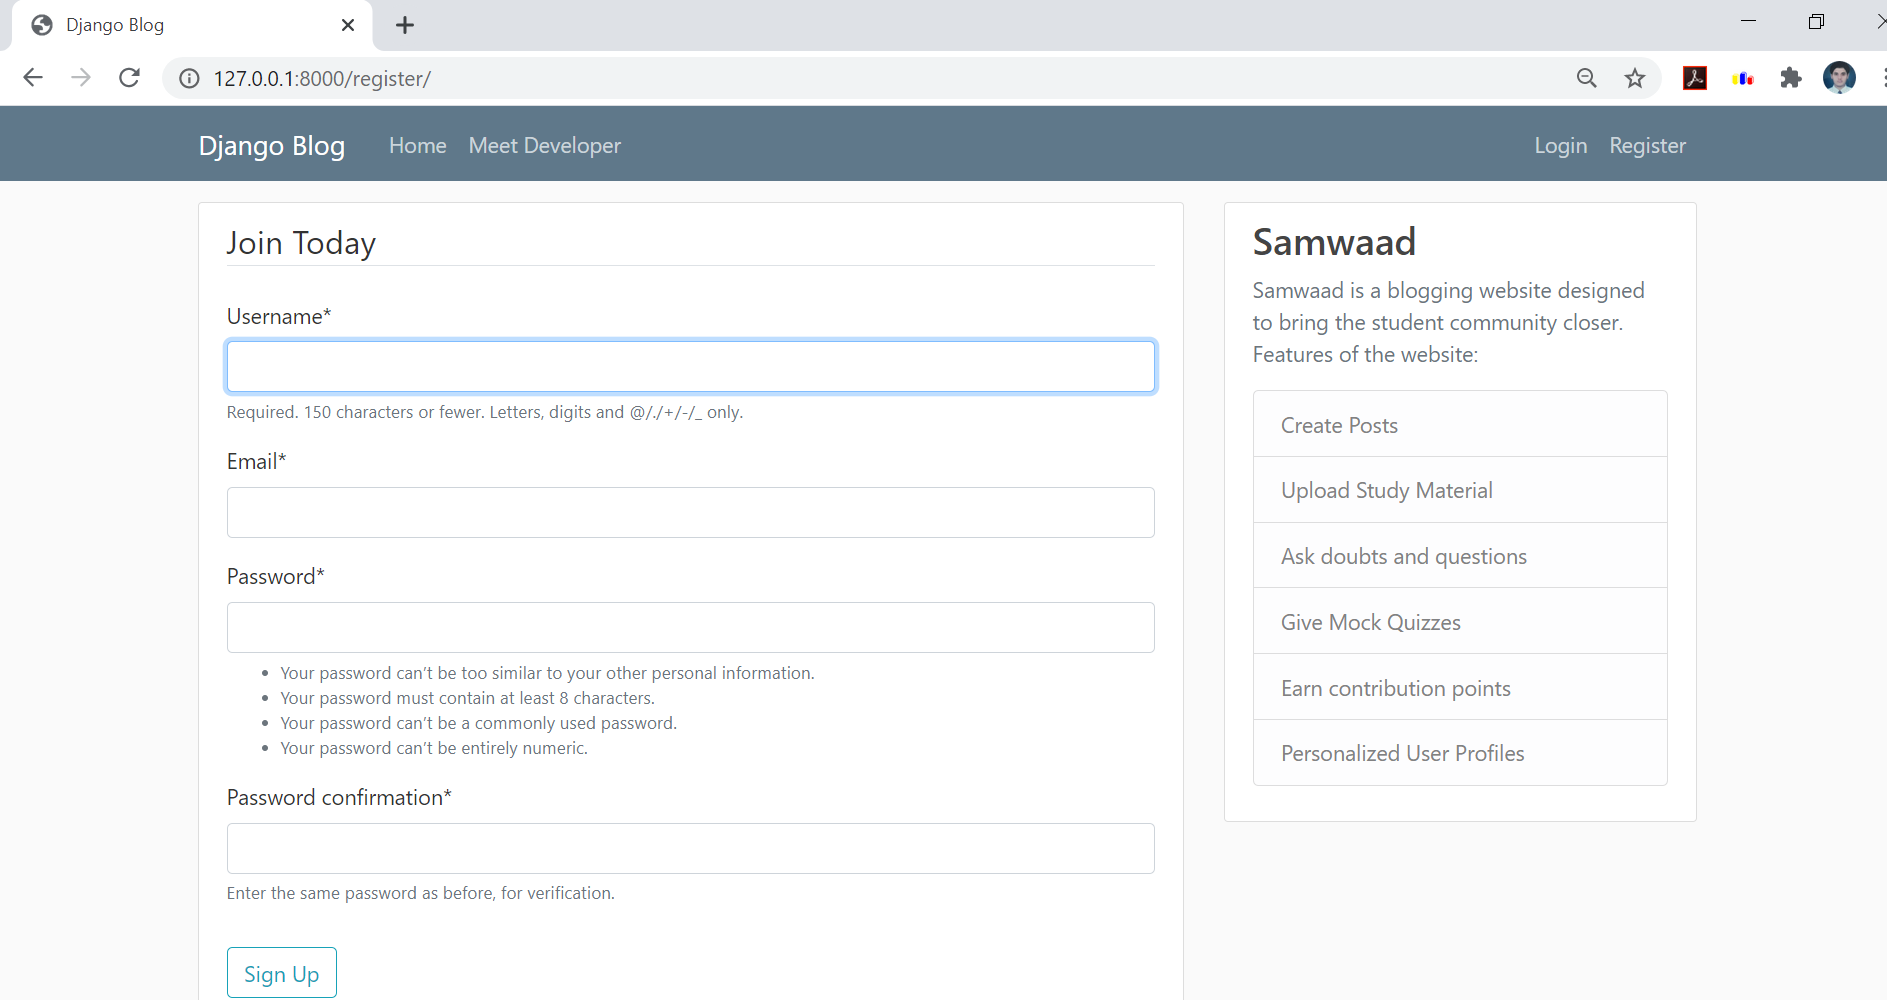 Django Blog
127.0.0.1:8000/register/
Django Blog Home Meet Developer Login Register
Join Today
Username*
Required. 150 characters or fewer. Letters, digits and @/./+/-/_ only.
Email*
Password*
Your password can’t be too similar to your other personal information.
Your password must contain at least 8 characters.
Your password can’t be a commonly used password.
Your password can’t be entirely numeric.
Password confirmation*
Enter the same password as before, for verification.
Sign Up
Samwaad
Samwaad is a blogging website designed
to bring the student community closer.
Features of the website:
Create Posts
Upload Study Material
Ask doubts and questions
Give Mock Quizzes
Earn contribution points
Personalized User Profiles